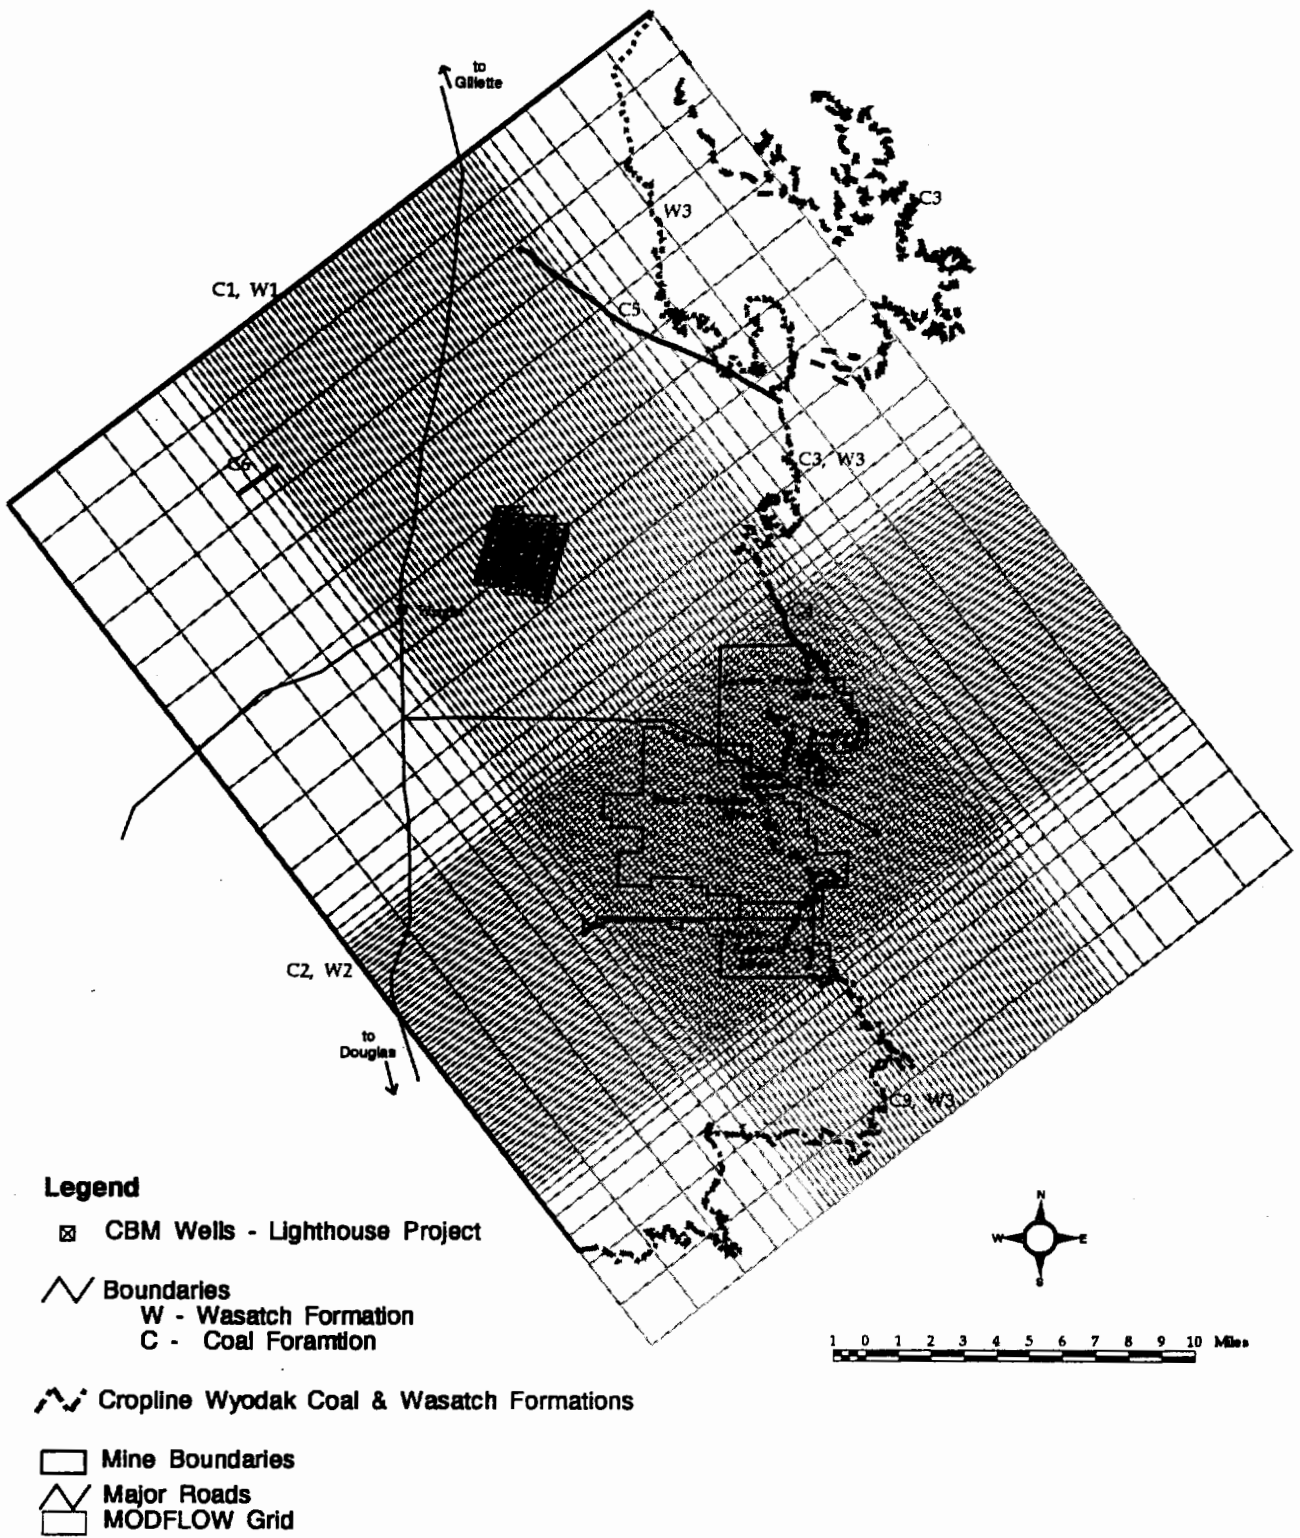 to
Gillette
C3
W3
C1, W1
C5
C6
C3, W3
C2, W2
to
Douglas
C3, W3
Legend
CBM Wells - Lighthouse Project
Boundaries
W - Wasatch Formation
C - Coal Foramtion
Cropline Wyodak Coal & Wasatch Formations
Mine Boundaries
Major Roads
MODFLOW Grid
N
W
E
S
1 0 1 2 3 4 5 6 7 8 9 10 Miles